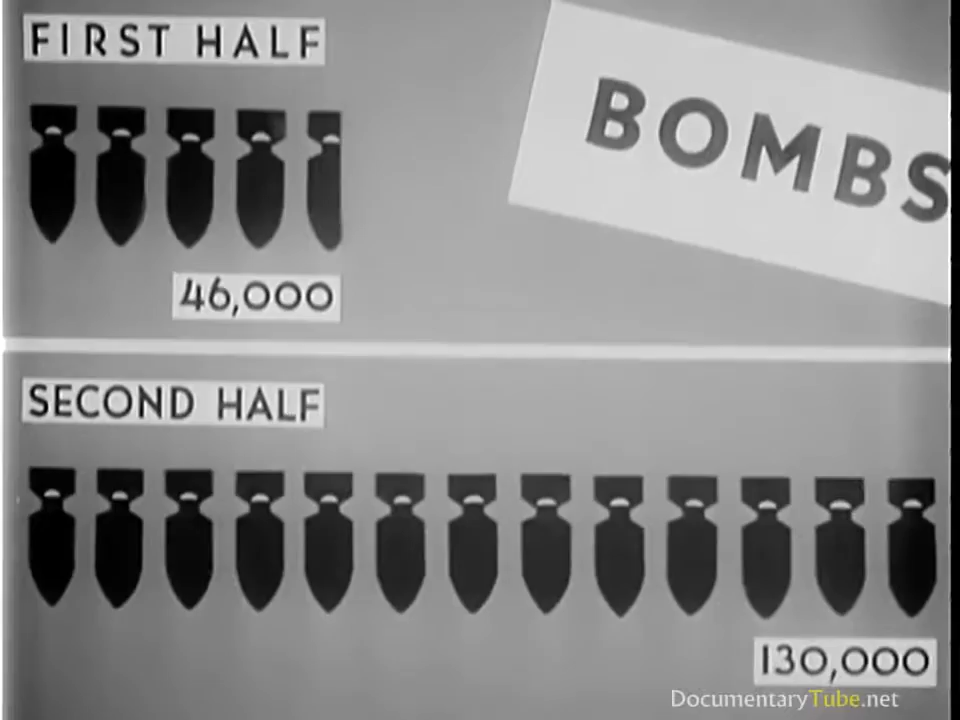 FIRST HALF
BOMBS
46,000
SECOND HALF
130,000
DocumentaryTube.net